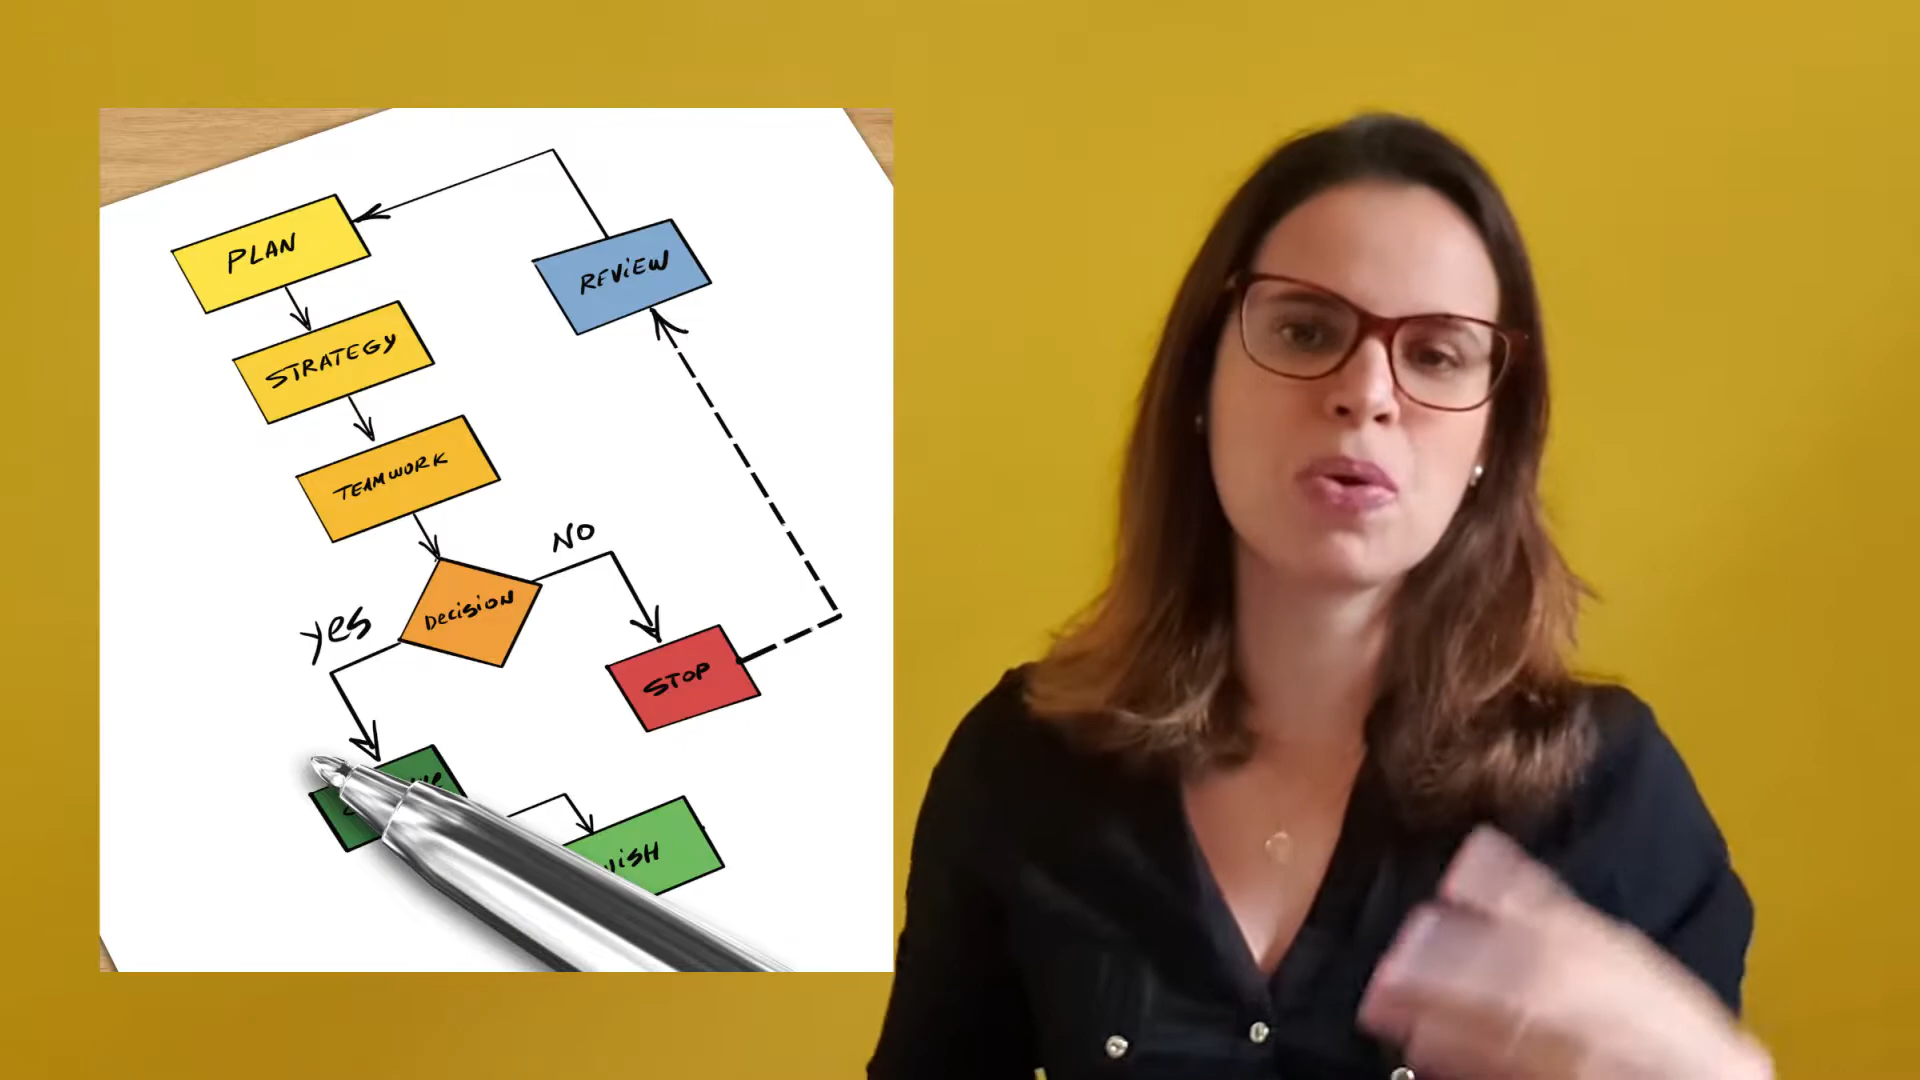 PLAN
REViEW
STRATEGY
TEAMWORK
NO
Decision
yes
STOP